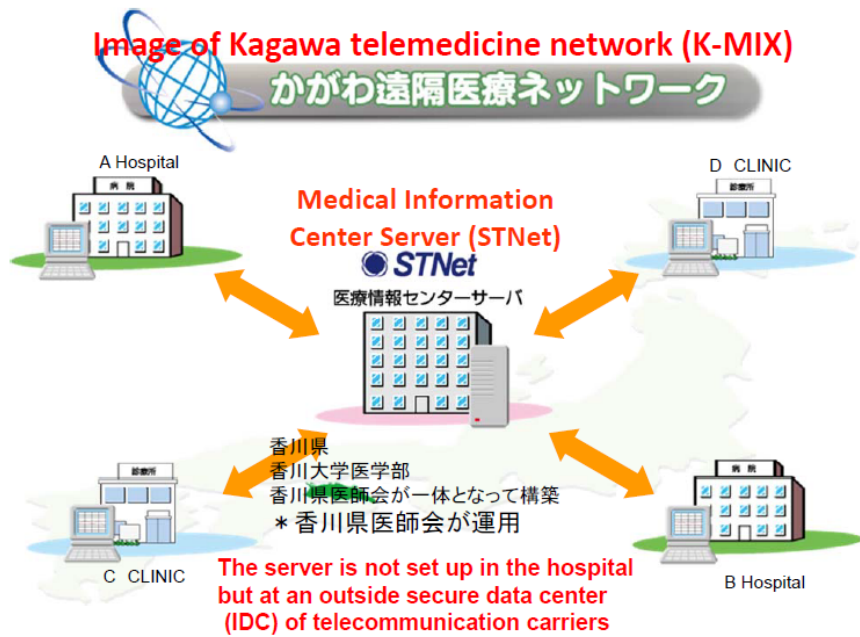 Image of Kagawa telemedicine network (K-MIX)
かがわ遠隔医療ネットワーク
A Hospital
病院
D CLINIC
診療所
Medical Information
Center Server (STNet)
STNet
医療情報センターサーバ
香川県
香川大学医学部
香川県医師会が一体となって構築
＊香川県医師会が運用
診療所
C CLINIC
病院
B Hospital
The server is not set up in the hospital
but at an outside secure data center
(IDC) of telecommunication carriers